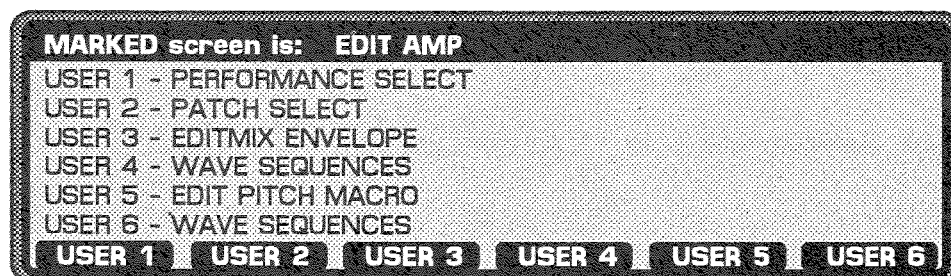 MARKED screen is: EDIT AMP
USER 1 - PERFORMANCE SELECT
USER 2 - PATCH SELECT
USER 3 - EDITMIX ENVELOPE
USER 4 - WAVE SEQUENCES
USER 5 - EDIT PITCH MACRO
USER 6 - WAVE SEQUENCES
USER 1 USER 2 USER 3 USER 4 USER 5 USER 6